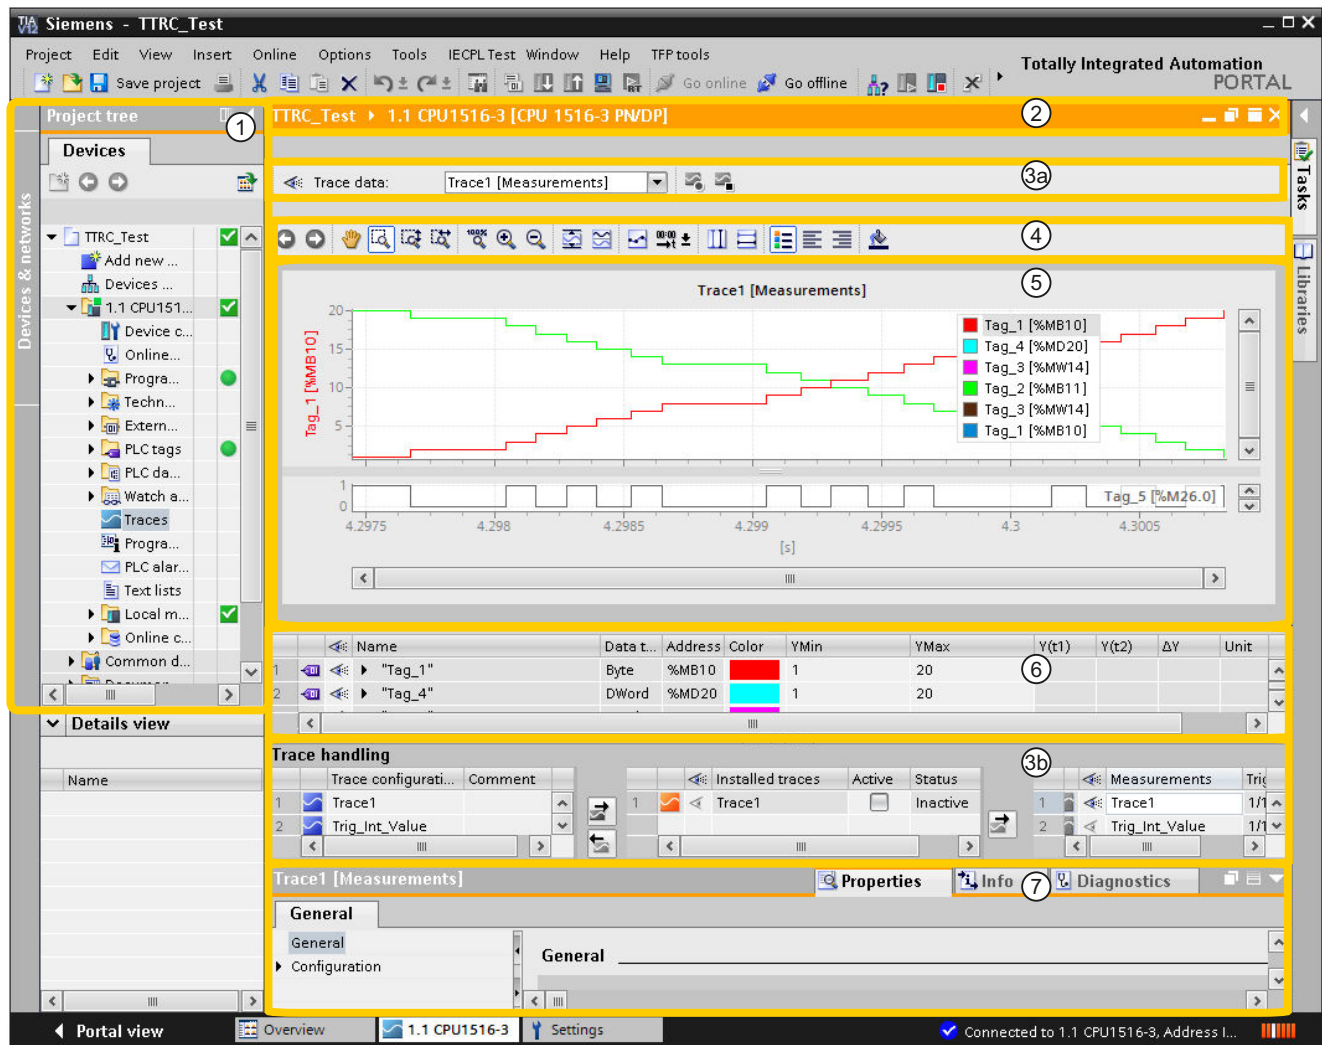 TIA V12 Siemens - TTRC_Test
Project Edit View Insert Online Options Tools IECPL Test Window Help TFP tools
Totally Integrated Automation
PORTAL
Save project Go online Go offline
Project tree
1
TTRC_Test 1.1 CPU1516-3 [CPU 1516-3 PN/DP]
2
Devices
Trace data: Trace1 [Measurements]
3a
Devices & networks
Tasks
Libraries
TTRC_Test
Add new ...
Devices ...
1.1 CPU151...
Device c...
Online...
Progra...
Techn...
Extern...
PLC tags
PLC da...
Watch a...
Traces
Progra...
PLC alar...
Text lists
Local m...
Online c...
Common d...
4
100%
5
Trace1 [Measurements]
Tag_1 [%MB10]
20
15
10
5
Tag_1 [%MB10]
Tag_4 [%MD20]
Tag_3 [%MW14]
Tag_2 [%MB11]
Tag_3 [%MW14]
Tag_1 [%MB10]
1
0
Tag_5 [%M26.0]
4.2975 4.298 4.2985 4.299 4.2995 4.3 4.3005
[s]
Name Data t... Address Color YMin YMax Y(t1) Y(t2) ΔY Unit
6
1 "Tag_1" Byte %MB10 1 20
2 "Tag_4" DWord %MD20 1 20
Details view
Name
Trace handling
3b
Trace configurati... Comment
1 Trace1
2 Trig_Int_Value
Installed traces Active Status
1 Trace1 Inactive
Measurements Trig
1 Trace1 1/1
2 Trig_Int_Value 1/1
Trace1 [Measurements]
Properties Info Diagnostics
7
General
General
Configuration
General
Portal view Overview 1.1 CPU1516-3 Settings
Connected to 1.1 CPU1516-3, Address I...